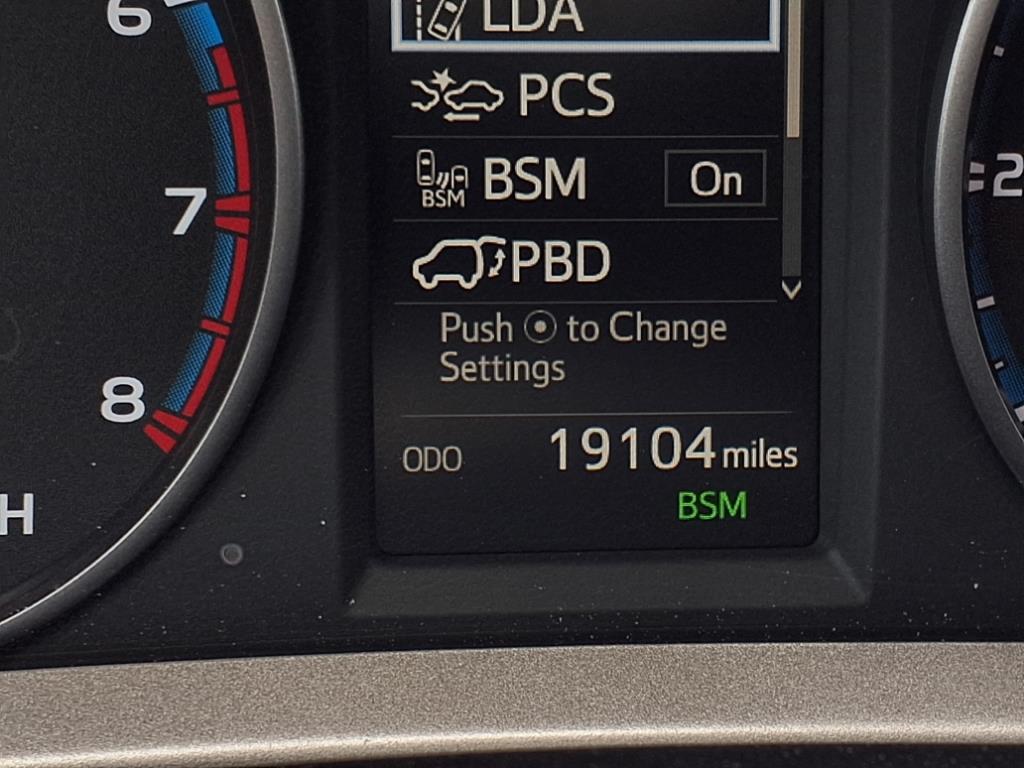 6
7
8
H
LDA
PCS
BSM
BSM On
PBD
Push to Change
Settings
ODO 19104 miles
BSM
2